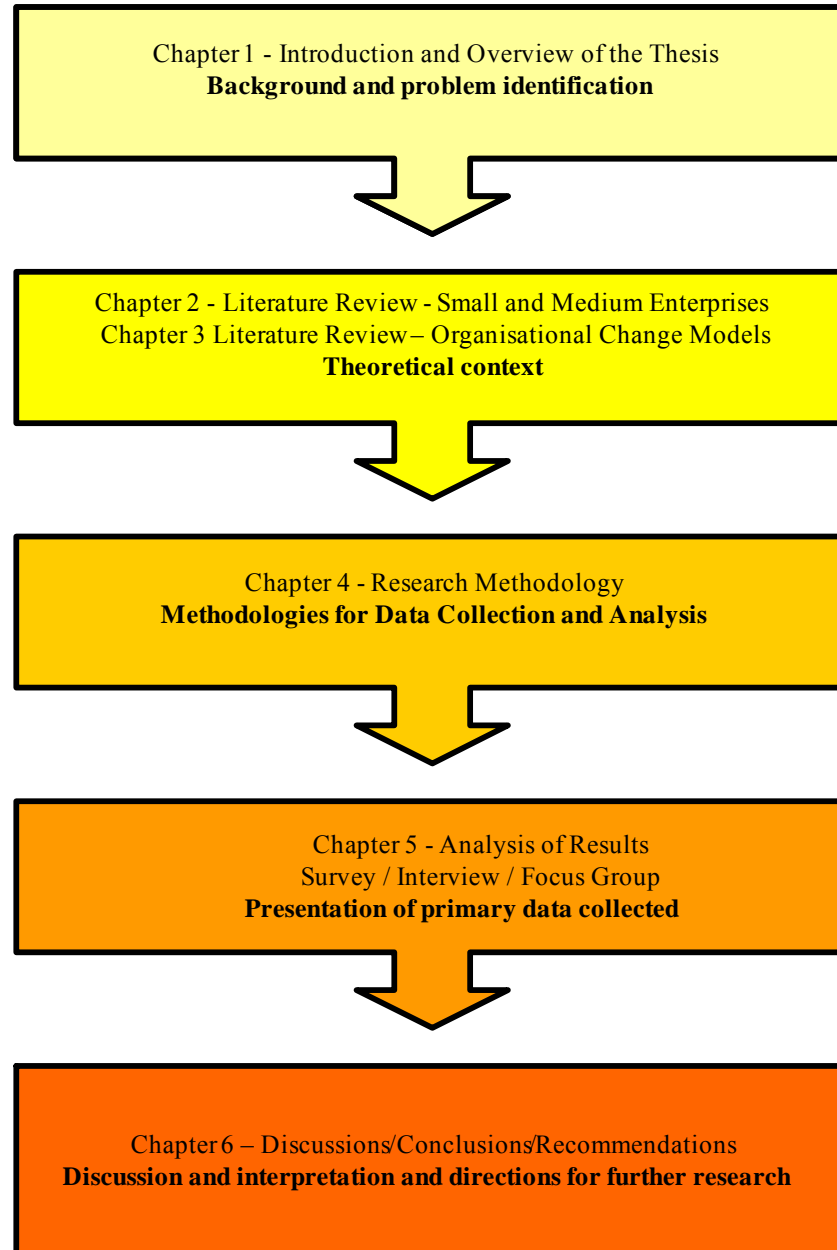 Chapter 1 - Introduction and Overview of the Thesis
Background and problem identification
Chapter 2 - Literature Review - Small and Medium Enterprises
Chapter 3 Literature Review – Organisational Change Models
Theoretical context
Chapter 4 - Research Methodology
Methodologies for Data Collection and Analysis
Chapter 5 - Analysis of Results
Survey / Interview / Focus Group
Presentation of primary data collected
Chapter 6 – Discussions/Conclusions/Recommendations
Discussion and interpretation and directions for further research